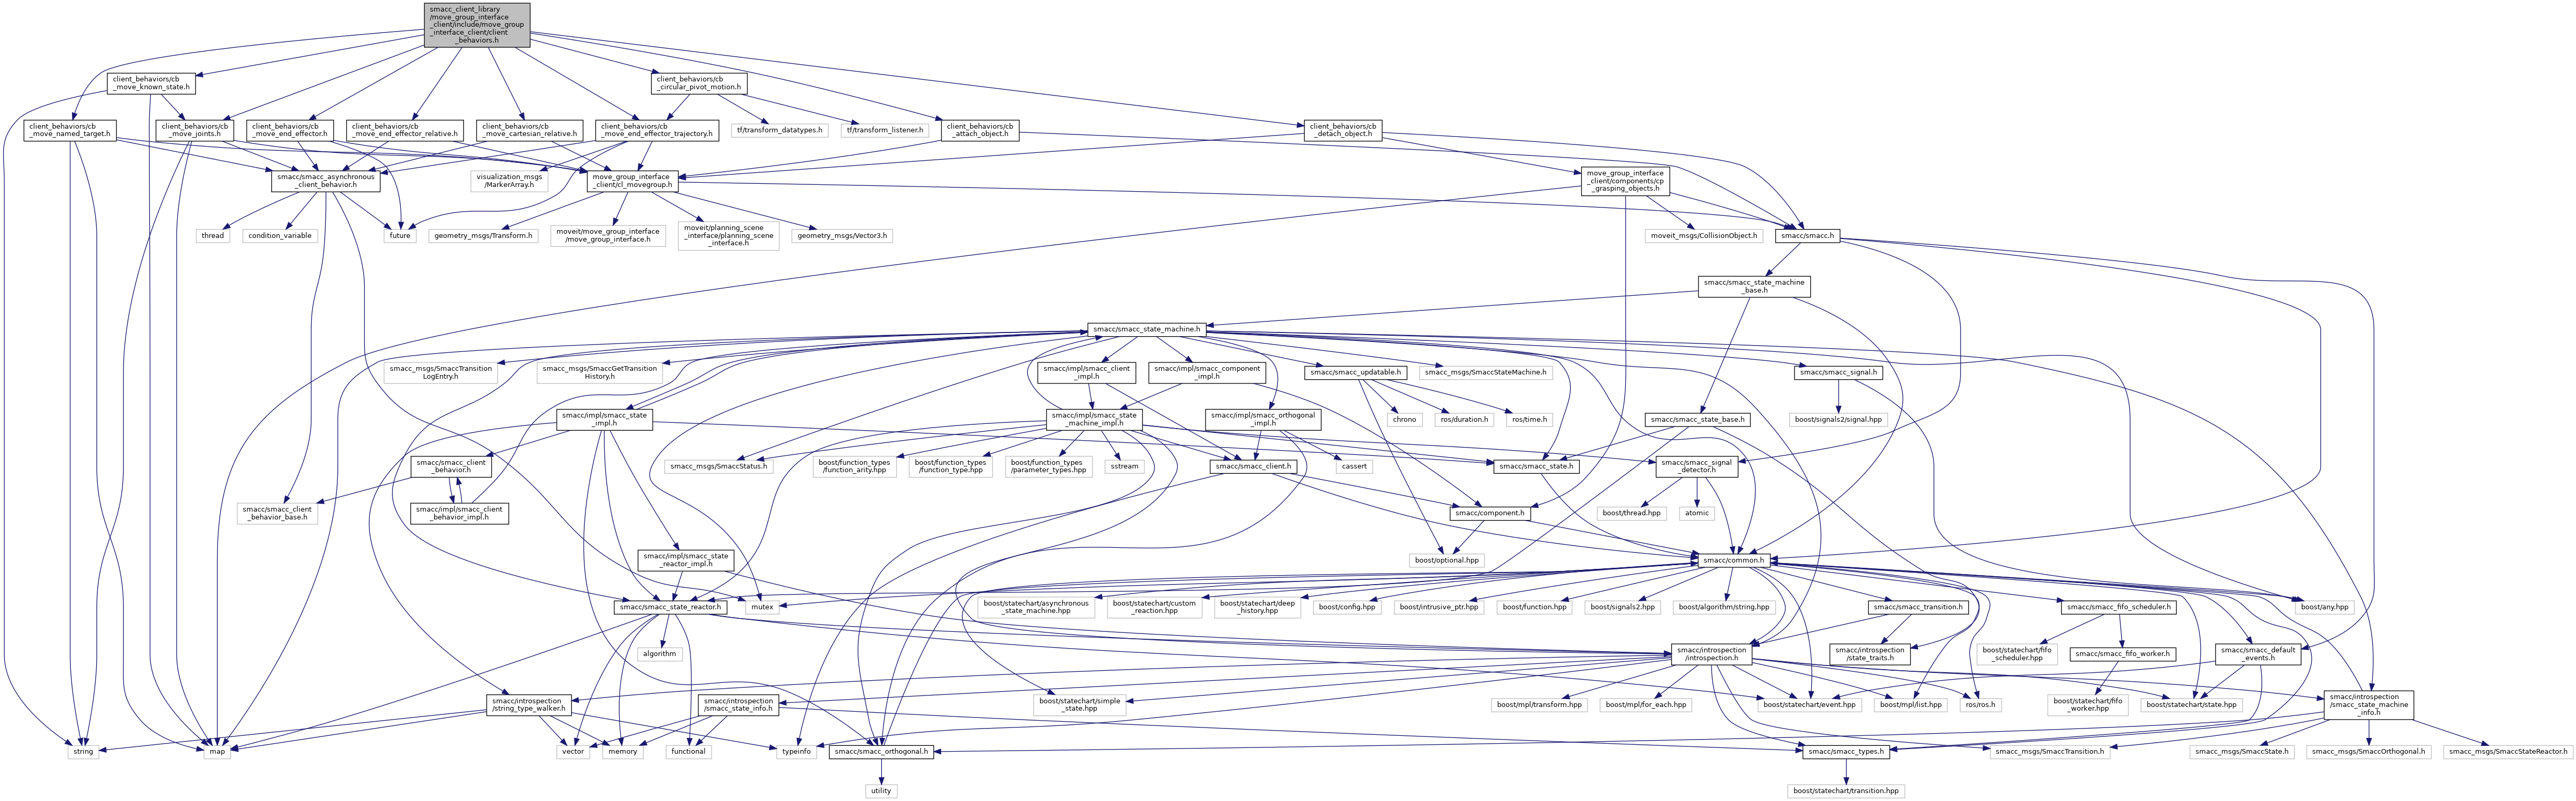 smacc_client_library
/move_group_interface
_client/include/move_group
_interface_client/client
_behaviors.h
client_behaviors/cb
_move_known_state.h
client_behaviors/cb
_circular_pivot_motion.h
client_behaviors/cb
_move_named_target.h
client_behaviors/cb
_move_joints.h
client_behaviors/cb
_move_end_effector.h
client_behaviors/cb
_move_end_effector_relative.h
client_behaviors/cb
_move_cartesian_relative.h
client_behaviors/cb
_move_end_effector_trajectory.h
tf/transform_datatypes.h
tf/transform_listener.h
client_behaviors/cb
_attach_object.h
client_behaviors/cb
_detach_object.h
smacc/smacc_asynchronous
_client_behavior.h
visualization_msgs
/MarkerArray.h
move_group_interface
_client/cl_movegroup.h
move_group_interface
_client/components/cp
_grasping_objects.h
thread
condition_variable
future
geometry_msgs/Transform.h
moveit/move_group_interface
/move_group_interface.h
moveit/planning_scene
_interface/planning_scene
_interface.h
geometry_msgs/Vector3.h
moveit_msgs/CollisionObject.h
smacc/smacc.h
smacc/smacc_state_machine
_base.h
smacc/smacc_state_machine.h
smacc_msgs/SmaccTransition
LogEntry.h
smacc_msgs/SmaccGetTransition
History.h
smacc/impl/smacc_client
_impl.h
smacc/impl/smacc_component
_impl.h
smacc/smacc_updatable.h
smacc_msgs/SmaccStateMachine.h
smacc/smacc_signal.h
smacc/impl/smacc_state
_impl.h
smacc/impl/smacc_state
_machine_impl.h
smacc/impl/smacc_orthogonal
_impl.h
chrono
ros/duration.h
ros/time.h
smacc/smacc_state_base.h
boost/signals2/signal.hpp
smacc/smacc_client
_behavior.h
smacc_msgs/SmaccStatus.h
boost/function_types
/function_arity.hpp
boost/function_types
/function_type.hpp
boost/function_types
/parameter_types.hpp
sstream
smacc/smacc_client.h
cassert
smacc/smacc_state.h
smacc/smacc_signal
_detector.h
smacc/smacc_client
_behavior_base.h
smacc/impl/smacc_client
_behavior_impl.h
smacc/component.h
boost/thread.hpp
atomic
smacc/impl/smacc_state
_reactor_impl.h
boost/optional.hpp
smacc/common.h
smacc/smacc_state_reactor.h
mutex
boost/statechart/asynchronous
_state_machine.hpp
boost/statechart/custom
_reaction.hpp
boost/statechart/deep
_history.hpp
boost/config.hpp
boost/intrusive_ptr.hpp
boost/function.hpp
boost/signals2.hpp
boost/algorithm/string.hpp
smacc/smacc_transition.h
smacc/smacc_fifo_scheduler.h
boost/any.hpp
algorithm
smacc/introspection
/introspection.h
smacc/introspection
/state_traits.h
boost/statechart/fifo
_scheduler.hpp
smacc/smacc_fifo_worker.h
smacc/smacc_default
_events.h
smacc/introspection
/string_type_walker.h
smacc/introspection
/smacc_state_info.h
boost/statechart/simple
_state.hpp
boost/mpl/transform.hpp
boost/mpl/for_each.hpp
boost/statechart/event.hpp
boost/mpl/list.hpp
ros/ros.h
boost/statechart/fifo
_worker.hpp
boost/statechart/state.hpp
smacc/introspection
/smacc_state_machine
_info.h
string
map
vector
memory
functional
typeinfo
smacc/smacc_orthogonal.h
smacc/smacc_types.h
smacc_msgs/SmaccTransition.h
smacc_msgs/SmaccState.h
smacc_msgs/SmaccOrthogonal.h
smacc_msgs/SmaccStateReactor.h
utility
boost/statechart/transition.hpp